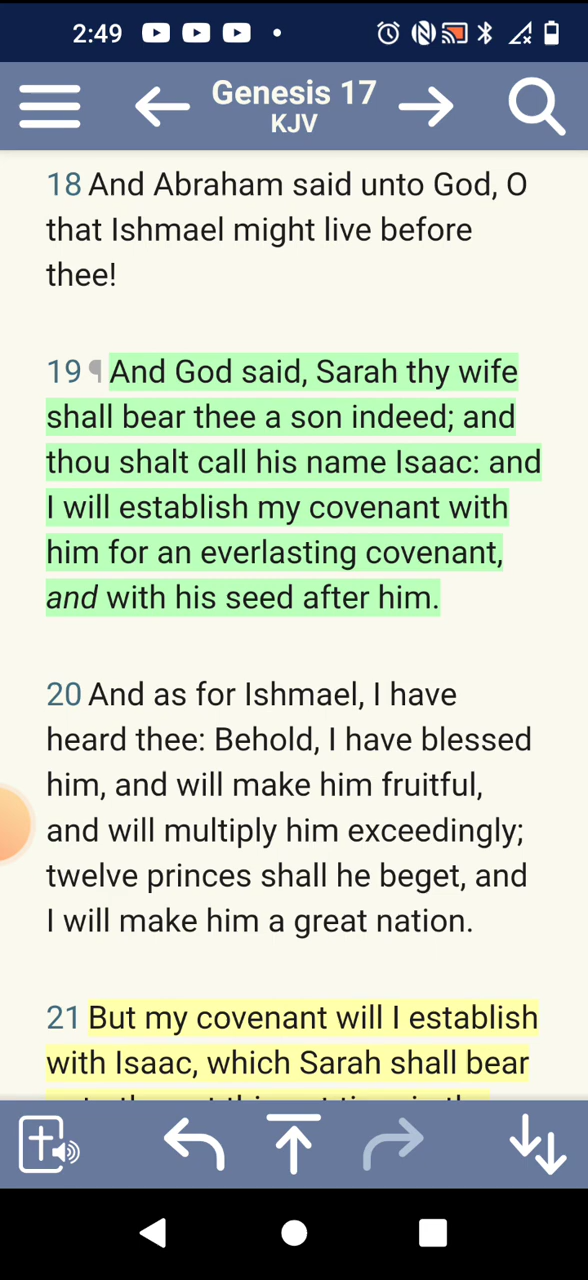 2:49
Genesis 17
KJV
18 And Abraham said unto God, O
that Ishmael might live before
thee!
19 ¶ And God said, Sarah thy wife
shall bear thee a son indeed; and
thou shalt call his name Isaac: and
I will establish my covenant with
him for an everlasting covenant,
and with his seed after him.
20 And as for Ishmael, I have
heard thee: Behold, I have blessed
him, and will make him fruitful,
and will multiply him exceedingly;
twelve princes shall he beget, and
I will make him a great nation.
21 But my covenant will I establish
with Isaac, which Sarah shall bear